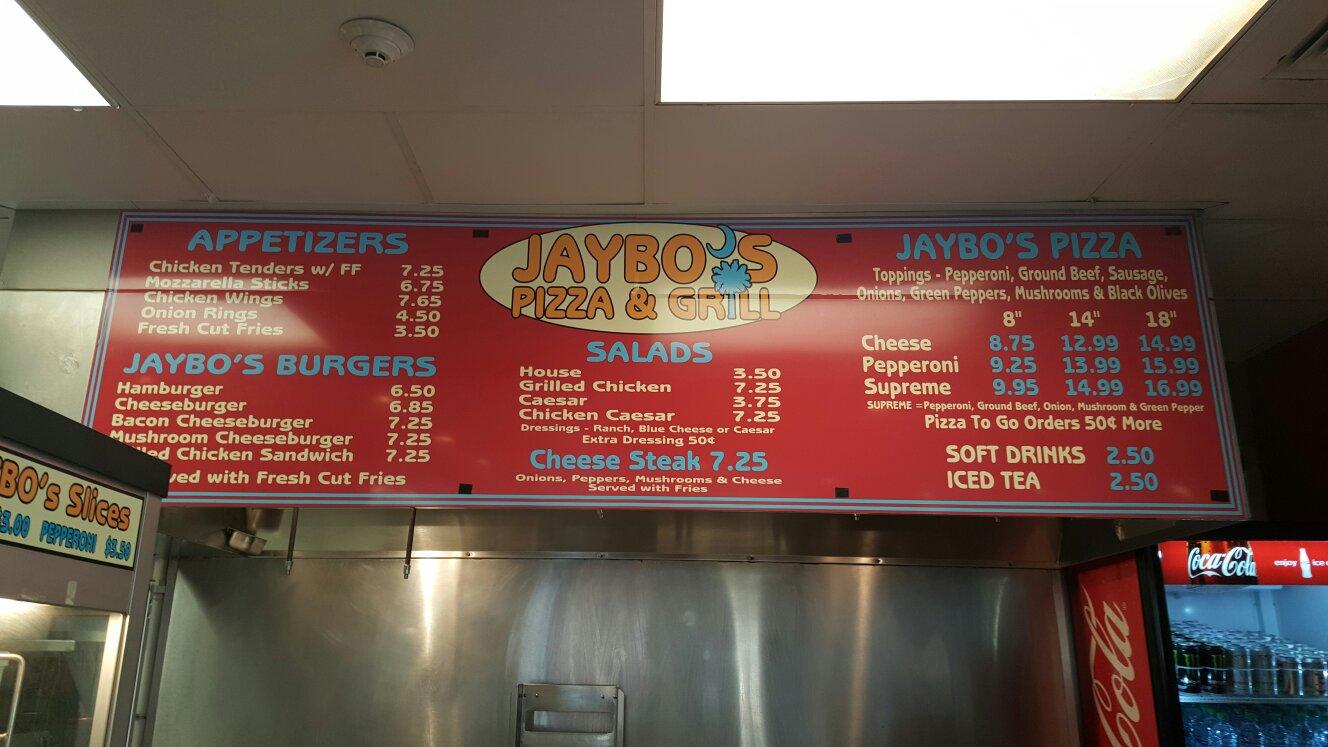 APPETIZERS
Chicken Tenders w/ FF 7.25
Mozzarella Sticks 6.75
Chicken Wings 7.65
Onion Rings 4.50
Fresh Cut Fries 3.50
JAYBO'S BURGERS
Hamburger 6.50
Cheeseburger 6.85
Bacon Cheeseburger 7.25
Mushroom Cheeseburger 7.25
lled Chicken Sandwich 7.25
ved with Fresh Cut Fries
JAYBO'S
PIZZA & GRILL
SALADS
House 3.50
Grilled Chicken 7.25
Caesar 3.75
Chicken Caesar 7.25
Dressings - Ranch, Blue Cheese or Caesar
Extra Dressing 50¢
Cheese Steak 7.25
Onions, Peppers, Mushrooms & Cheese
Served with Fries
JAYBO'S PIZZA
Toppings - Pepperoni, Ground Beef, Sausage,
Onions, Green Peppers, Mushrooms & Black Olives
8" 14" 18"
Cheese 8.75 12.99 14.99
Pepperoni 9.25 13.99 15.99
Supreme 9.95 14.99 16.99
SUPREME =Pepperoni, Ground Beef, Onion, Mushroom & Green Pepper
Pizza To Go Orders 50¢ More
SOFT DRINKS 2.50
ICED TEA 2.50
BO's Slices
$3.00 PEPPERONI $3.50
Coca-Cola
enjoy ice
Cola